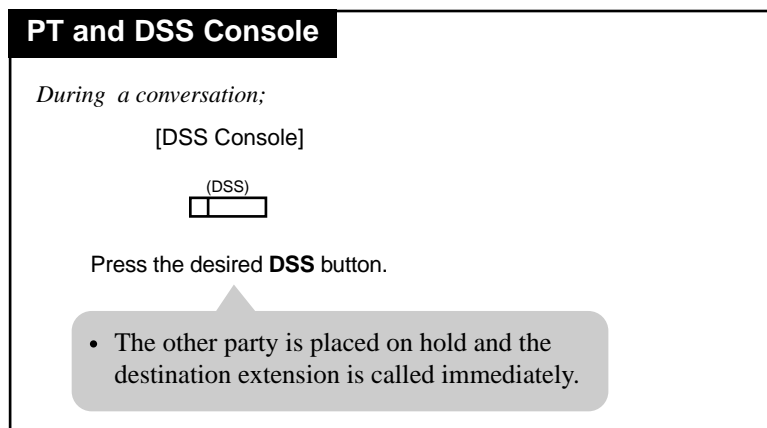 PT and DSS Console
During a conversation;
[DSS Console]
(DSS)
Press the desired DSS button.
• The other party is placed on hold and the
destination extension is called immediately.